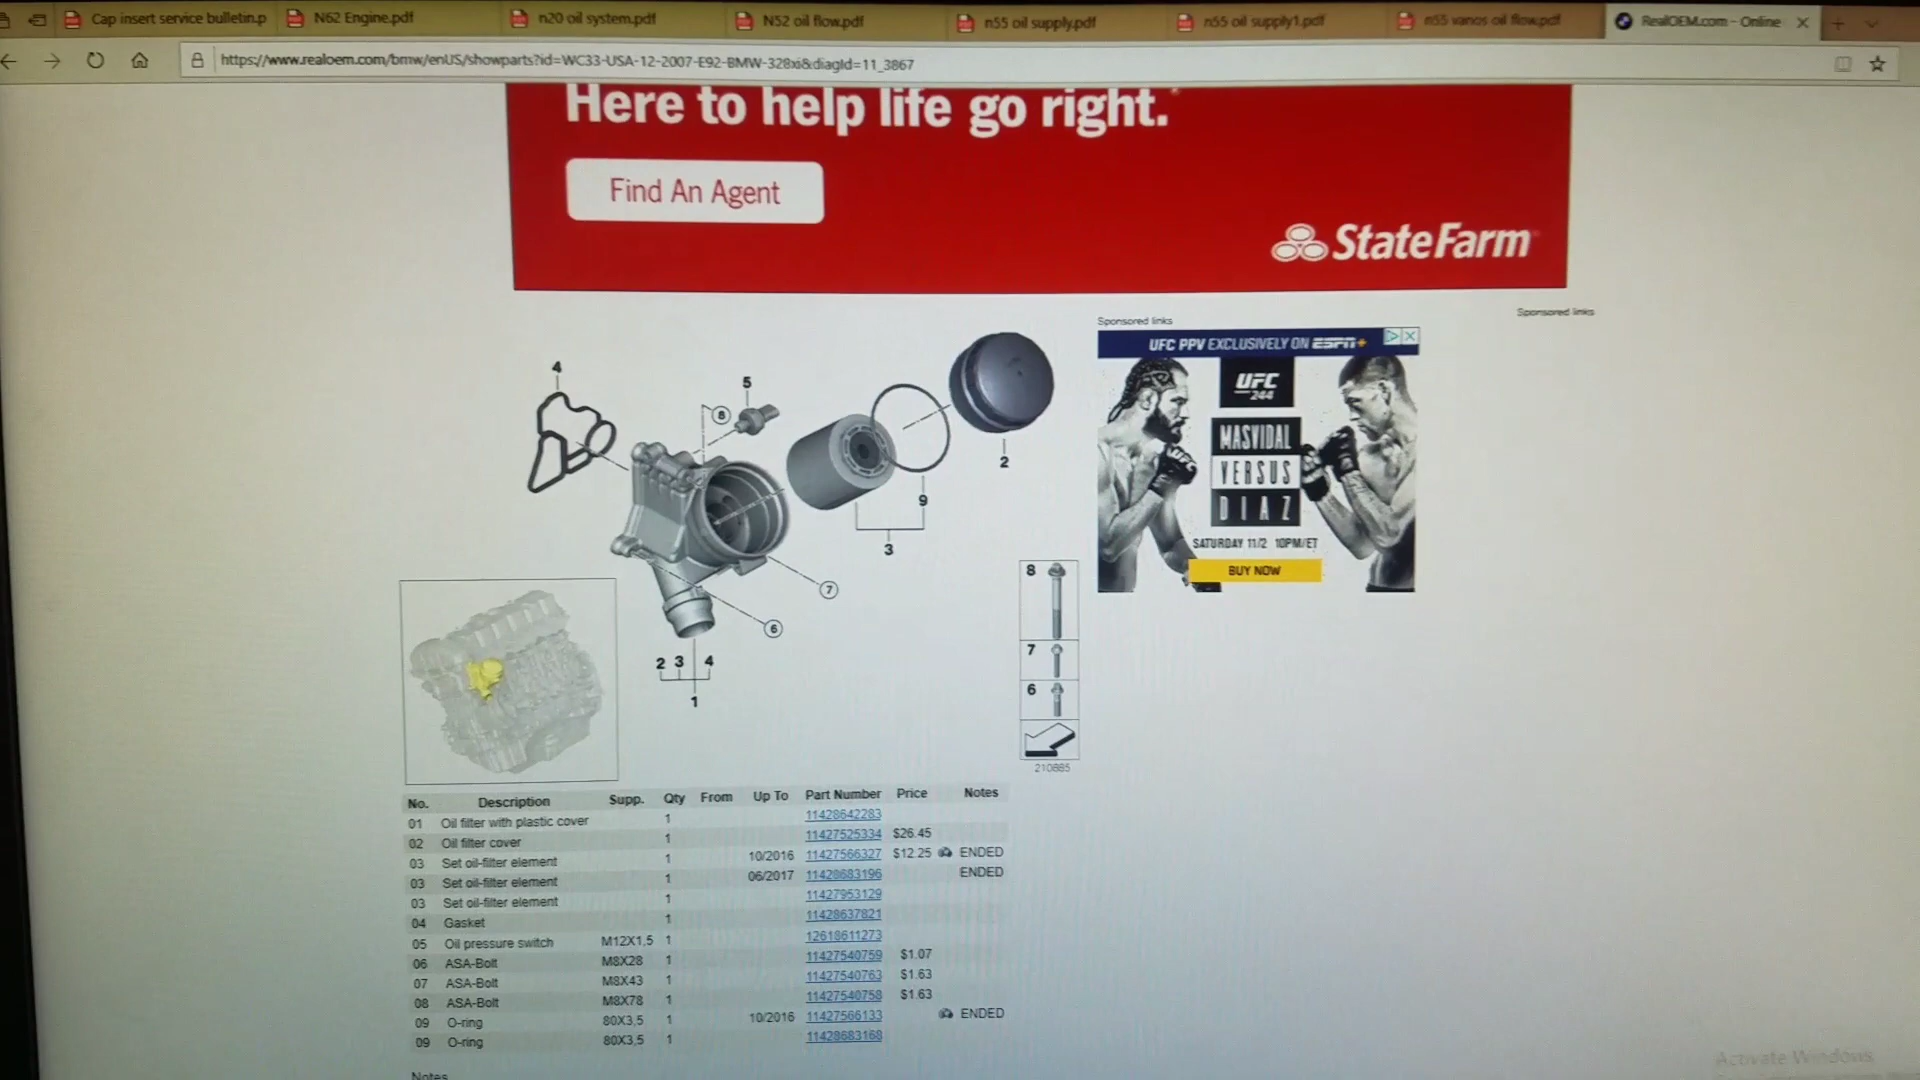 Cap insert service bulletin.p
N62 Engine.pdf
n20 oil system.pdf
N52 oil flow.pdf
n55 oil supply.pdf
n55 oil supply1.pdf
n55 vanos oil flow.pdf
RealOEM.com - Online
https://www.realoem.com/bmw/enUS/showparts?id=WC33-USA-12-2007-E92-BMW-328xi&diagId=11_3867
Here to help life go right.
Find An Agent
StateFarm
Sponsored links
Sponsored links
UFC PPV EXCLUSIVELY ON ESPN+
UFC
244
MASVIDAL
VERSUS
DIAZ
SATURDAY 11/2 10PM/ET
BUY NOW
4
5
8
2
9
3
7
6
2 3 4
1
8
7
6
210885
No. Description Supp. Qty From Up To Part Number Price Notes
01 Oil filter with plastic cover 1 11428642283
02 Oil filter cover 1 11427525334 $26.45
03 Set oil-filter element 1 10/2016 11427566327 $12.25 ENDED
03 Set oil-filter element 1 06/2017 11428683196 ENDED
03 Set oil-filter element 1 11427953129
04 Gasket 1 11428637821
05 Oil pressure switch M12X1,5 1 12618611273
06 ASA-Bolt M8X28 1 11427540759 $1.07
07 ASA-Bolt M8X43 1 11427540763 $1.63
08 ASA-Bolt M8X78 1 11427540758 $1.63
09 O-ring 80X3,5 1 10/2016 11427566133 ENDED
09 O-ring 80X3,5 1 11428683168
Notes
Activate Windows